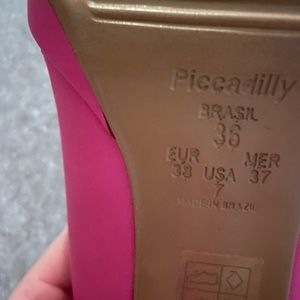 Piccadilly
BRASIL
36
EUR MER
38 USA 37
7
MADE IN BRAZIL